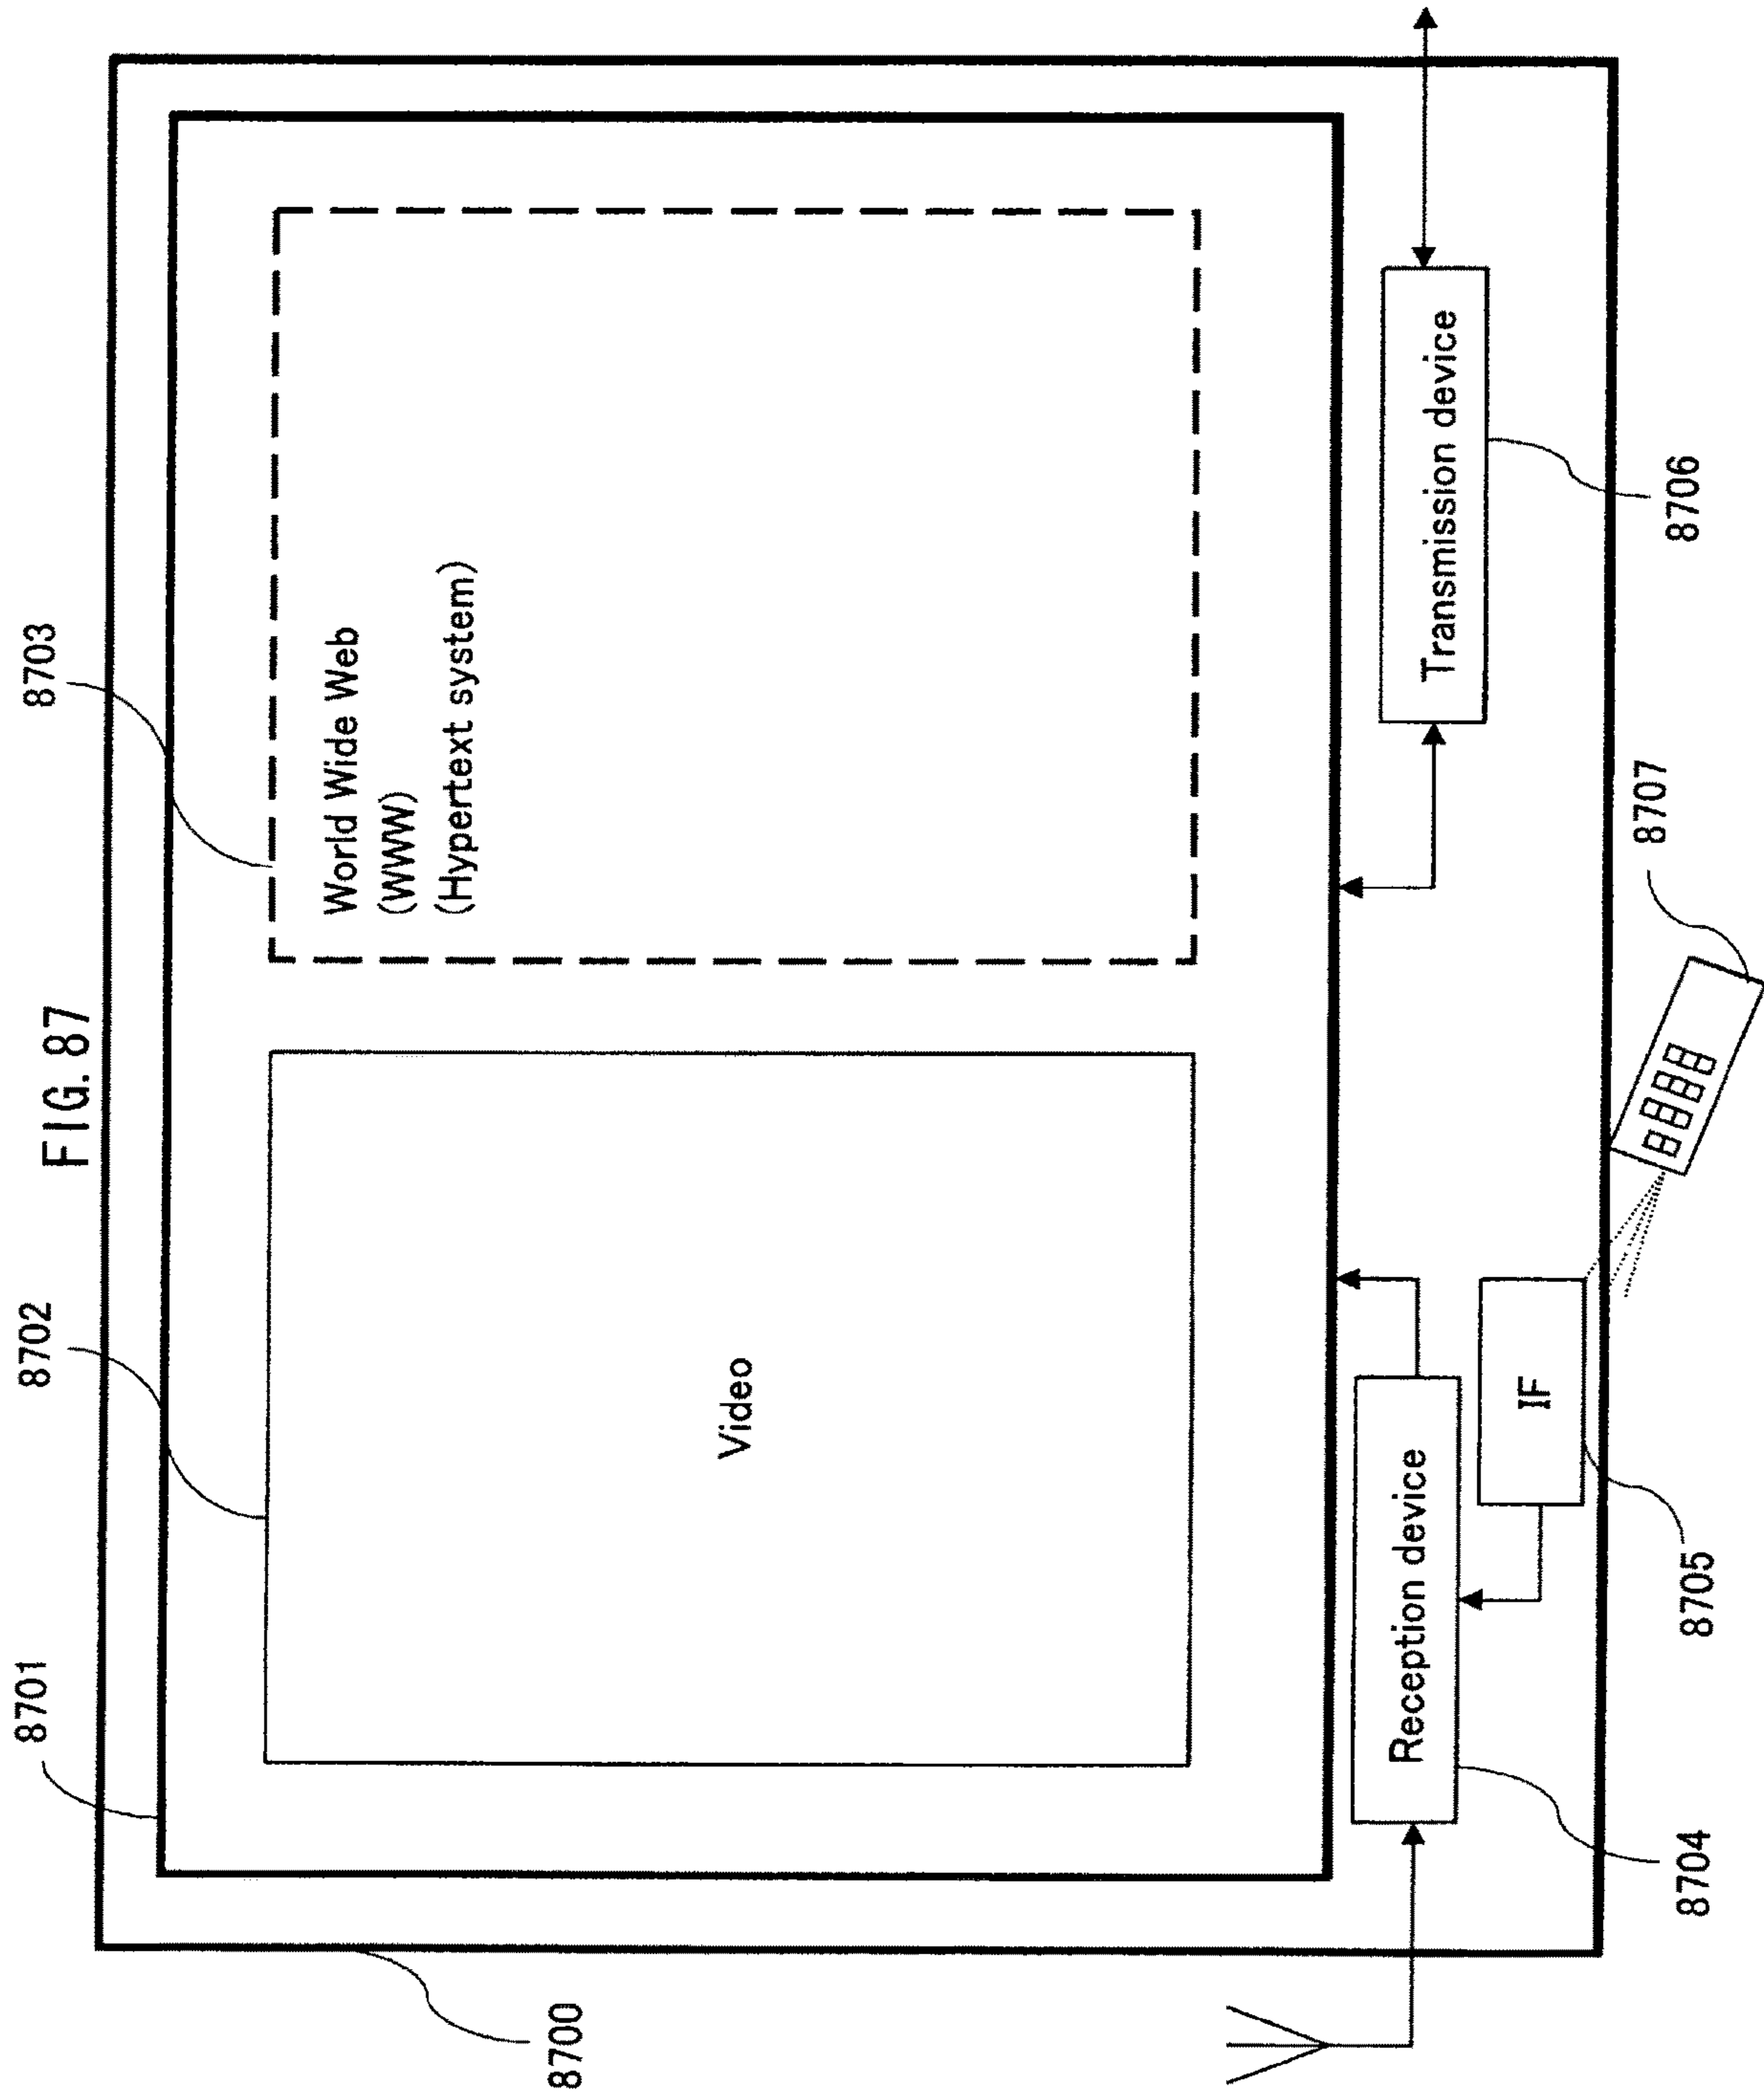 FIG. 87
8701
8702
8703
Video
World Wide Web
(WWW)
(Hypertext system)
Reception device
IF
Transmission device
8700
8704
8705
8707
8706